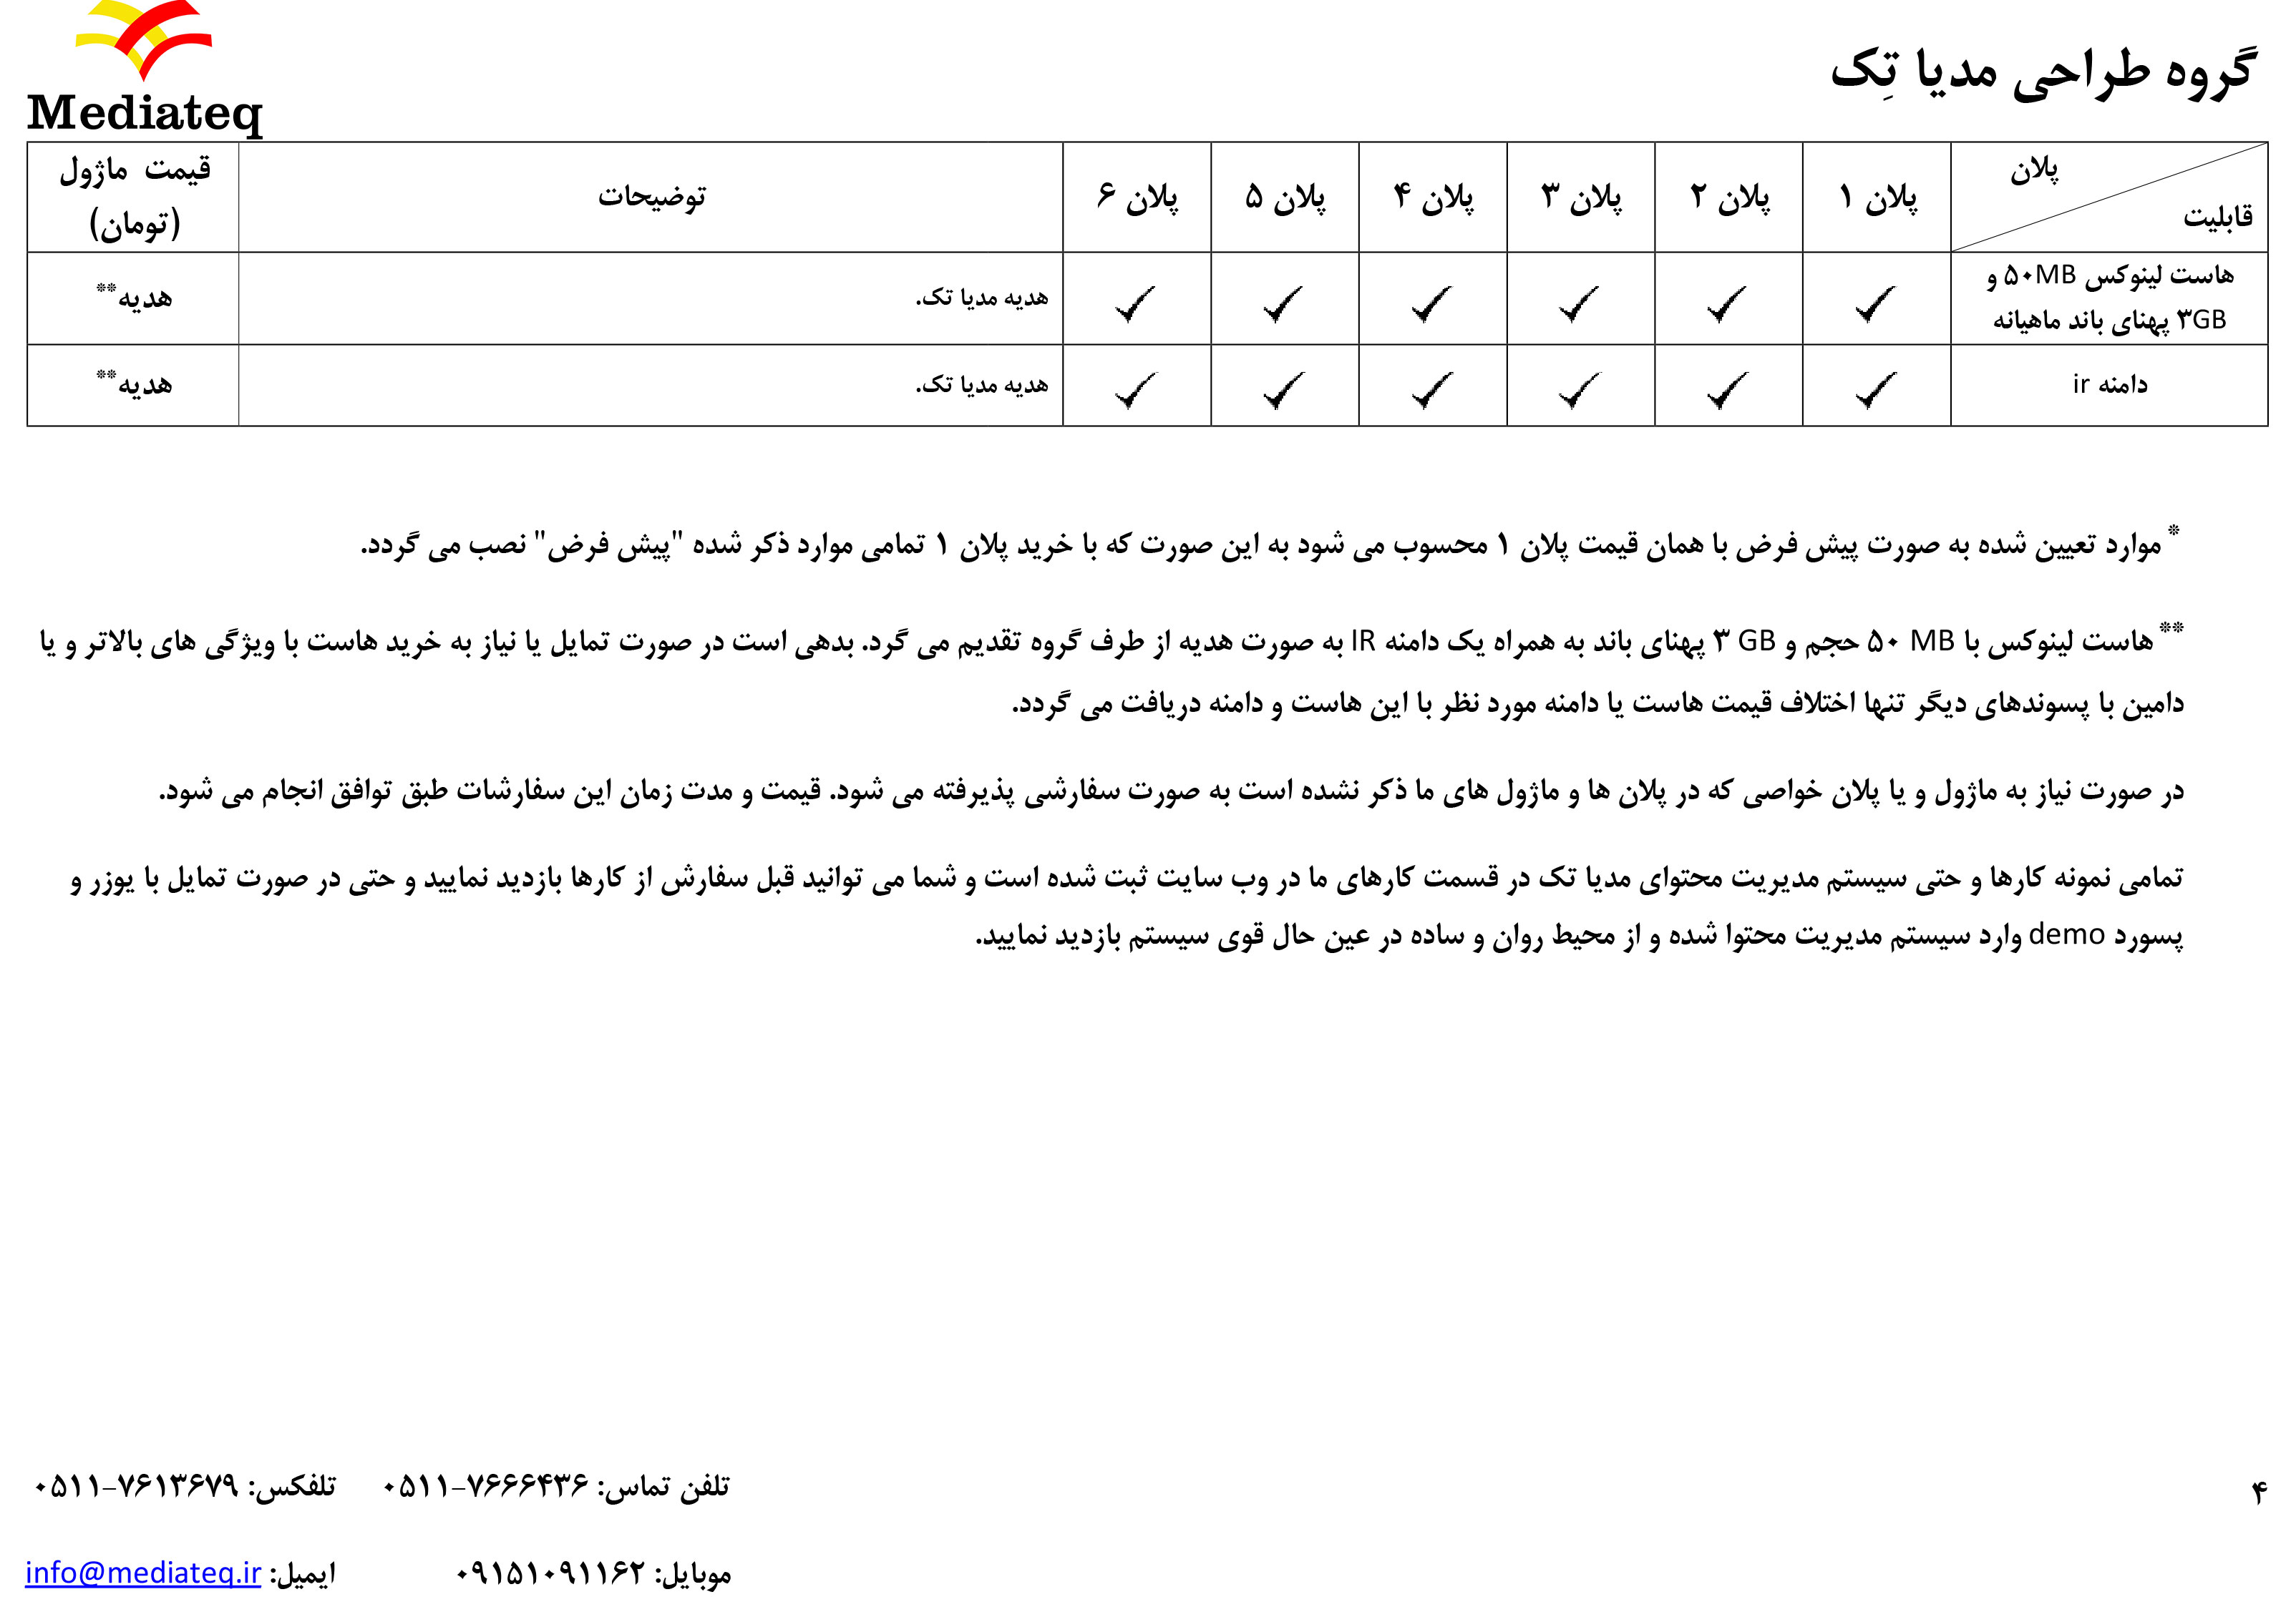 گروه طراحی مدیا تِک
Mediateq
پلان
قابلیت
پلان ۱
پلان ۲
پلان ۳
پلان ۴
پلان ۵
پلان ۶
توضیحات
قیمت ماژول
(تومان)
هاست لینوکس ۵۰MB و
۳GB پهنای باند ماهیانه
هدیه مدیا تک.
هدیه**
دامنه ir
هدیه مدیا تک.
هدیه**
* موارد تعیین شده به صورت پیش فرض با همان قیمت پلان ۱ محسوب می شود به این صورت که با خرید پلان ۱ تمامی موارد ذکر شده "پیش فرض" نصب می گردد.
** هاست لینوکس با ۵۰ MB حجم و ۳ GB پهنای باند به همراه یک دامنه IR به صورت هدیه از طرف گروه تقدیم می گرد. بدهی است در صورت تمایل یا نیاز به خرید هاست با ویژگی های بالاتر و یا
دامین با پسوندهای دیگر تنها اختلاف قیمت هاست یا دامنه مورد نظر با این هاست و دامنه دریافت می گردد.
در صورت نیاز به ماژول و یا پلان خواصی که در پلان ها و ماژول های ما ذکر نشده است به صورت سفارشی پذیرفته می شود. قیمت و مدت زمان این سفارشات طبق توافق انجام می شود.
تمامی نمونه کارها و حتی سیستم مدیریت محتوای مدیا تک در قسمت کارهای ما در وب سایت ثبت شده است و شما می توانید قبل سفارش از کارها بازدید نمایید و حتی در صورت تمایل با یوزر و
پسورد demo وارد سیستم مدیریت محتوا شده و از محیط روان و ساده در عین حال قوی سیستم بازدید نمایید.
۴
تلفن تماس: ۷۶۶۶۴۳۶-۰۵۱۱ تلفکس: ۷۶۱۳۶۷۹-۰۵۱۱
موبایل: ۰۹۱۵۱۰۹۱۱۶۲ ایمیل: info@mediateq.ir